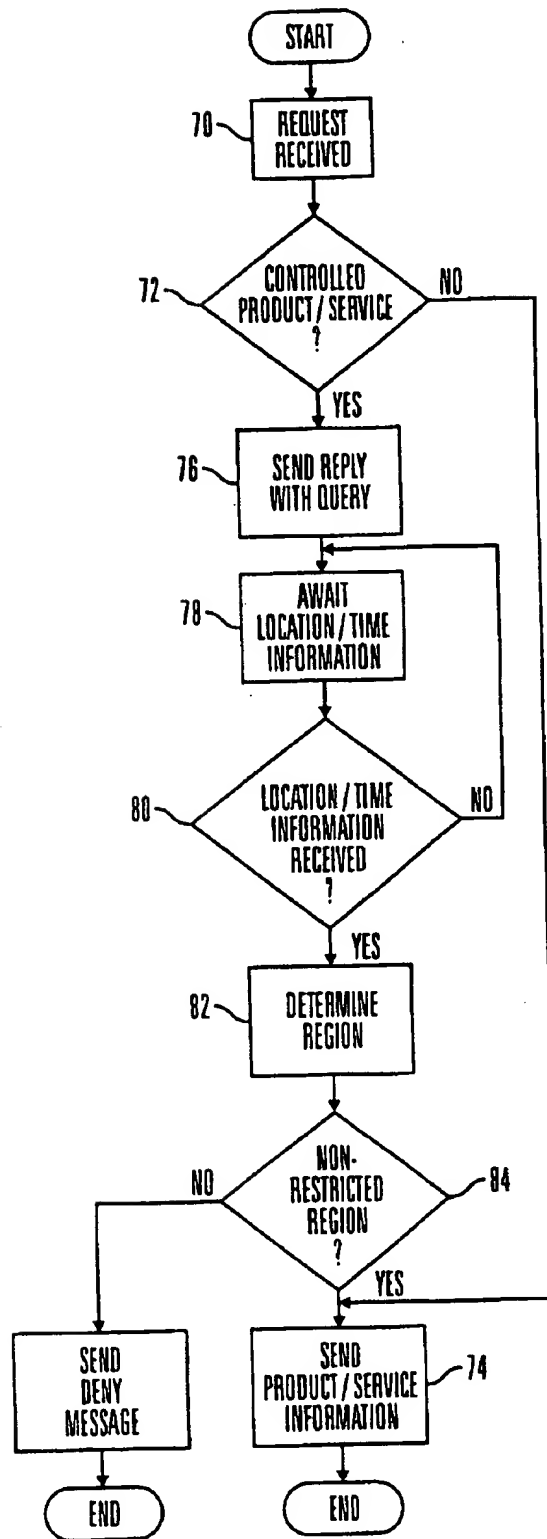 START
70
REQUEST
RECEIVED
72
CONTROLLED
PRODUCT / SERVICE
?
NO
YES
76
SEND REPLY
WITH QUERY
78
AWAIT
LOCATION / TIME
INFORMATION
80
LOCATION / TIME
INFORMATION
RECEIVED
?
NO
YES
82
DETERMINE
REGION
NO
NON-
RESTRICTED
REGION
?
84
YES
SEND
DENY
MESSAGE
SEND
PRODUCT / SERVICE
INFORMATION
74
END
END